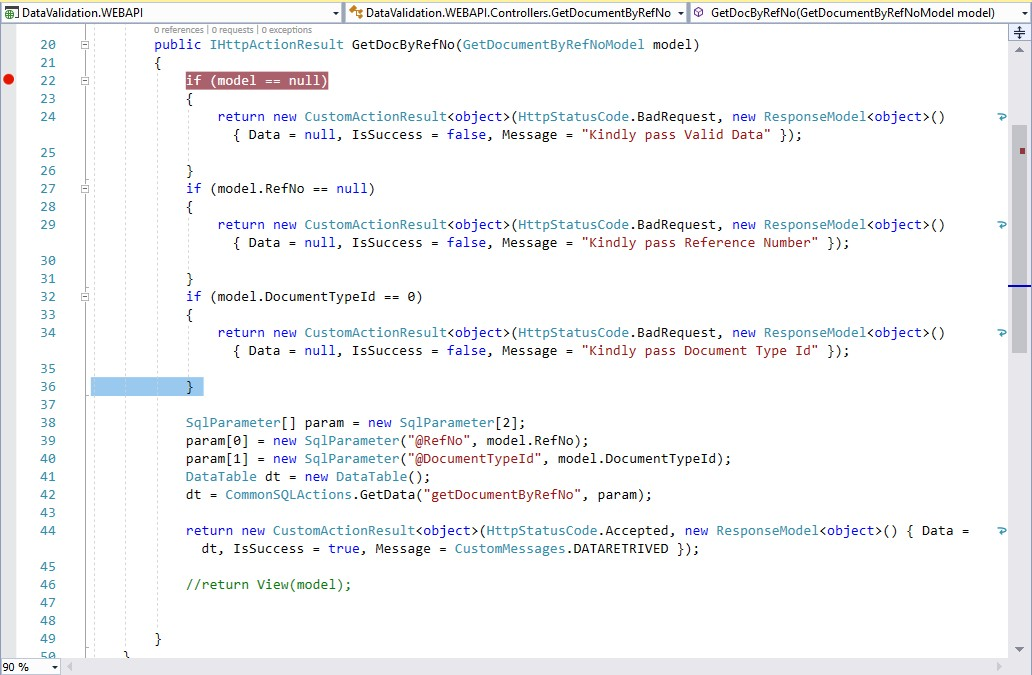 DataValidation.WEBAPI DataValidation.WEBAPI.Controllers.GetDocumentByRefNo GetDocByRefNo(GetDocumentByRefNoModel model)
0 references | 0 requests | 0 exceptions
20 public IHttpActionResult GetDocByRefNo(GetDocumentByRefNoModel model)
21 {
22 if (model == null)
23 {
24 return new CustomActionResult<object>(HttpStatusCode.BadRequest, new ResponseModel<object>()
{ Data = null, IsSuccess = false, Message = "Kindly pass Valid Data" });
25
26 }
27 if (model.RefNo == null)
28 {
29 return new CustomActionResult<object>(HttpStatusCode.BadRequest, new ResponseModel<object>()
{ Data = null, IsSuccess = false, Message = "Kindly pass Reference Number" });
30
31 }
32 if (model.DocumentTypeId == 0)
33 {
34 return new CustomActionResult<object>(HttpStatusCode.BadRequest, new ResponseModel<object>()
{ Data = null, IsSuccess = false, Message = "Kindly pass Document Type Id" });
35
36 }
37
38 SqlParameter[] param = new SqlParameter[2];
39 param[0] = new SqlParameter("@RefNo", model.RefNo);
40 param[1] = new SqlParameter("@DocumentTypeId", model.DocumentTypeId);
41 DataTable dt = new DataTable();
42 dt = CommonSQLActions.GetData("getDocumentByRefNo", param);
43
44 return new CustomActionResult<object>(HttpStatusCode.Accepted, new ResponseModel<object>() { Data =
dt, IsSuccess = true, Message = CustomMessages.DATARETRIVED });
45
46 //return View(model);
47
48
49 }
50 }
90 %